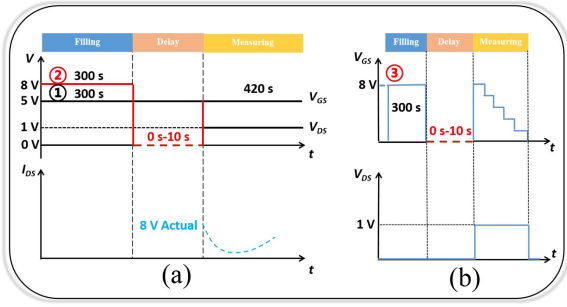 Filling Delay Measuring
V
8 V
② 300 s
① 300 s
420 s
5 V
V_GS
1 V
V_DS
0 V
0 s-10 s
t
I_DS
8 V Actual
t
(a)
Filling Delay Measuring
V_GS
③
8 V
300 s
0 s-10 s
t
V_DS
1 V
t
(b)